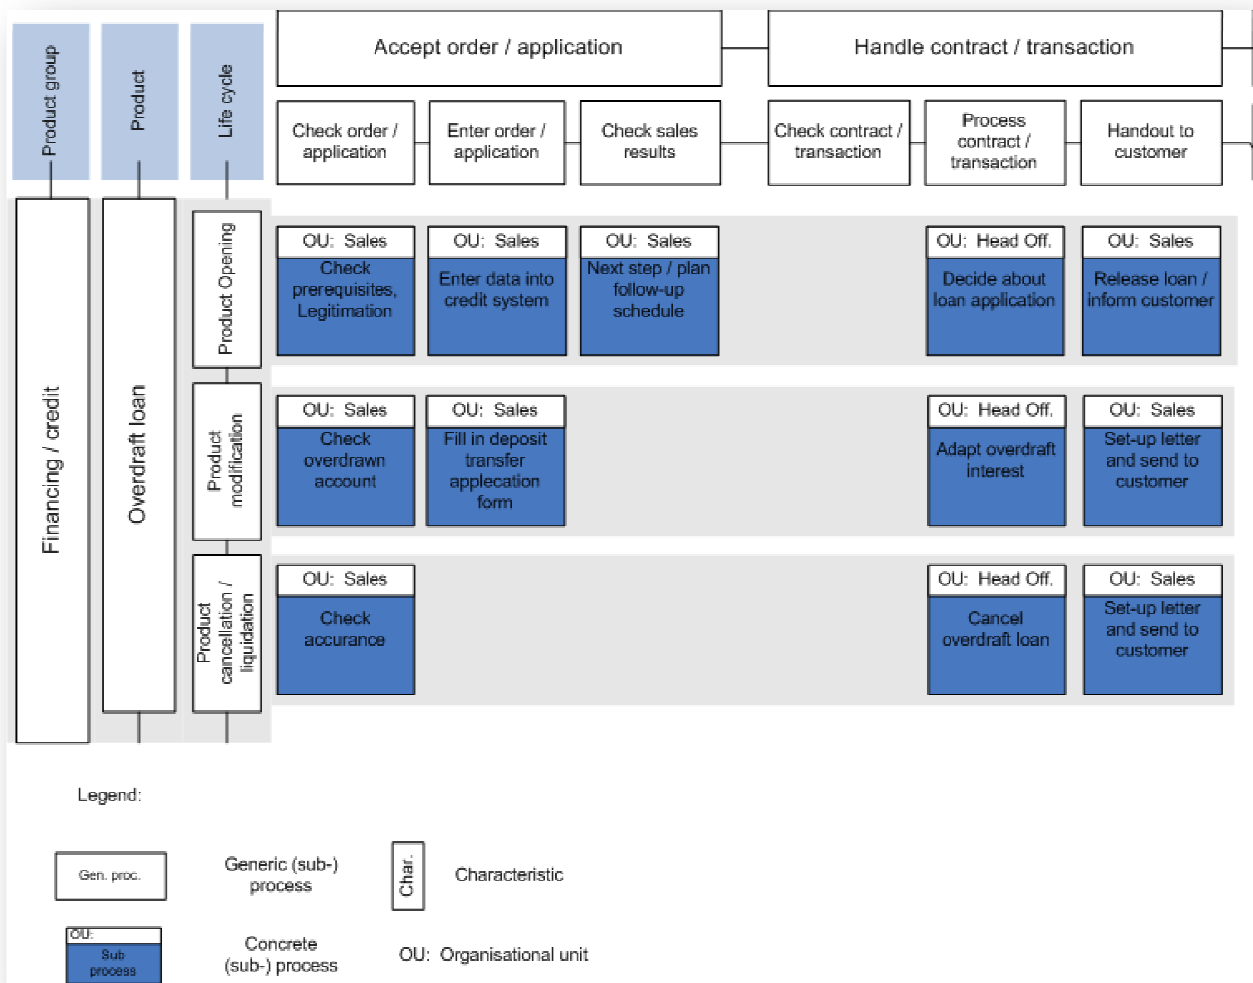 Product group
Product
Life cycle
Accept order / application
Handle contract / transaction
Check order /
application
Enter order /
application
Check sales
results
Check contract /
transaction
Process
contract /
transaction
Handout to
customer
Financing / credit
Overdraft loan
Product Opening
OU: Sales
Check
prerequisites,
Legitimation
OU: Sales
Enter data into
credit system
OU: Sales
Next step / plan
follow-up
schedule
OU: Head Off.
Decide about
loan application
OU: Sales
Release loan /
inform customer
Product
modification
OU: Sales
Check
overdrawn
account
OU: Sales
Fill in deposit
transfer
applecation
form
OU: Head Off.
Adapt overdraft
interest
OU: Sales
Set-up letter
and send to
customer
Product
cancellation /
liquidation
OU: Sales
Check
accurance
OU: Head Off.
Cancel
overdraft loan
OU: Sales
Set-up letter
and send to
customer
Legend:
Gen. proc.
Generic (sub-)
process
Char.
Characteristic
OU:
Sub
process
Concrete
(sub-) process
OU: Organisational unit